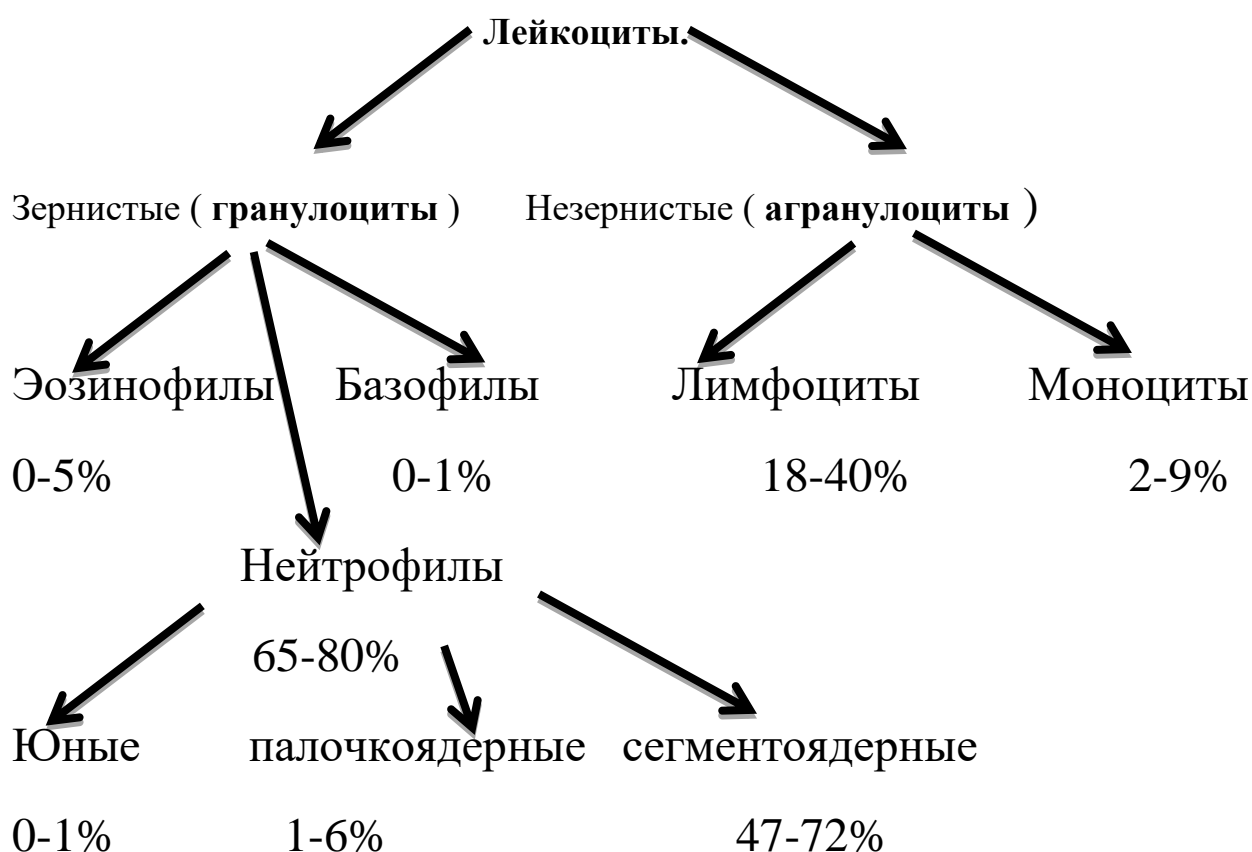 Лейкоциты.
Зернистые ( гранулоциты ) Незернистые ( агранулоциты )
Эозинофилы Базофилы Лимфоциты Моноциты
0-5% 0-1% 18-40% 2-9%
Нейтрофилы
65-80%
Юные палочкоядерные сегментоядерные
0-1% 1-6% 47-72%